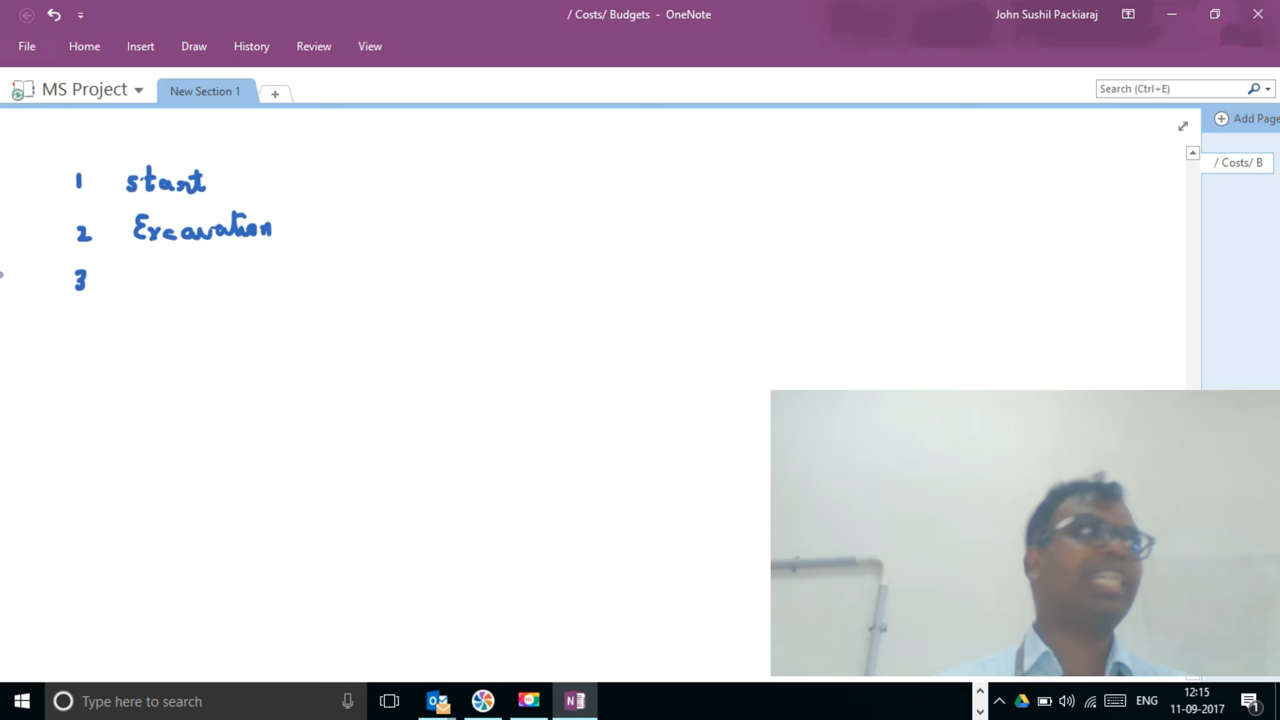 / Costs/ Budgets - OneNote
John Sushil Packiaraj
File Home Insert Draw History Review View
MS Project
New Section 1
Search (Ctrl+E)
Add Page
/ Costs/ B
1 start
2 Excavation
3
Type here to search
ENG
12:15
11-09-2017
1